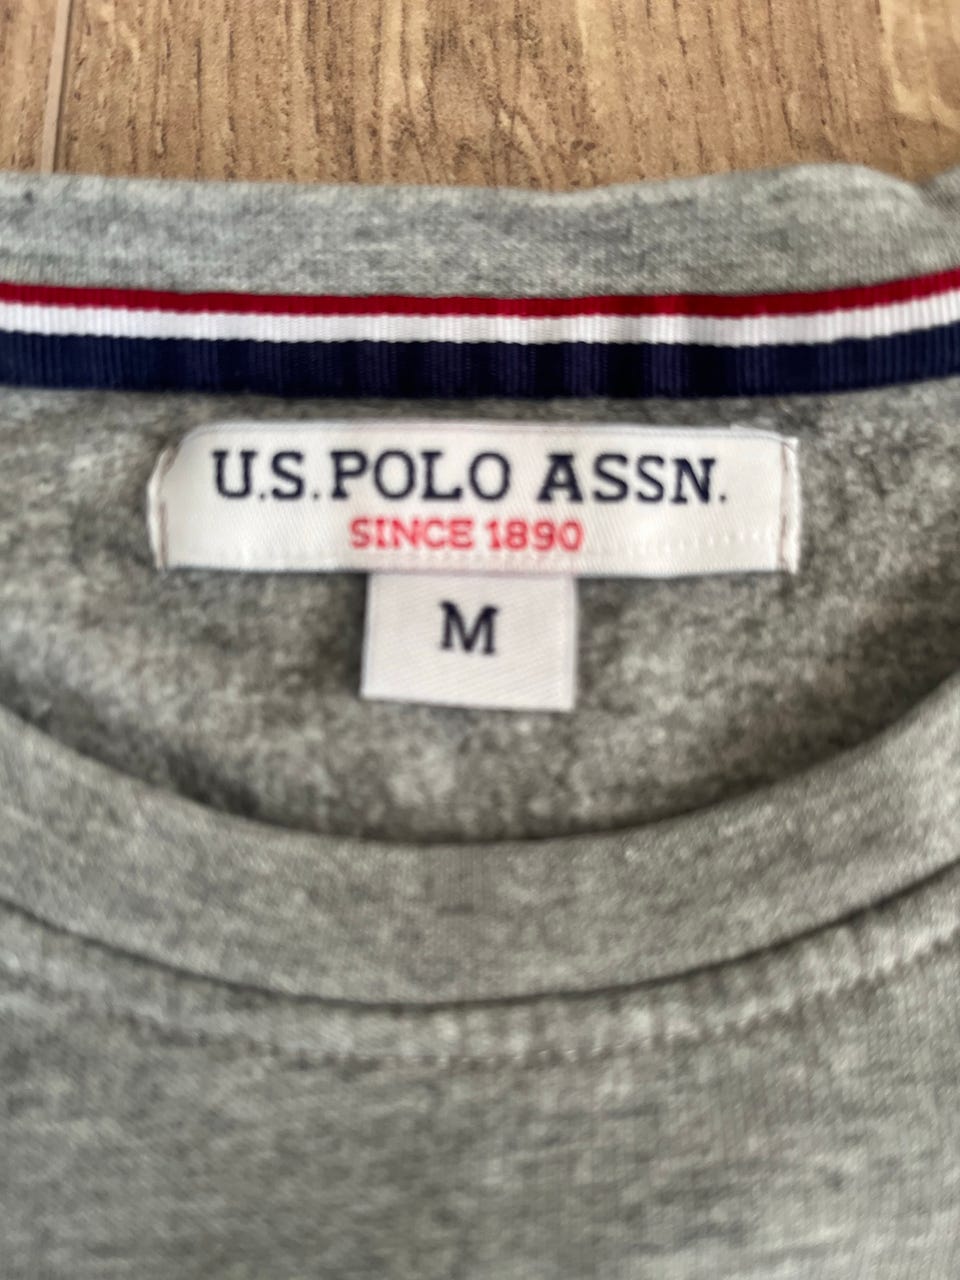 U.S. POLO ASSN.
SINCE 1890
M